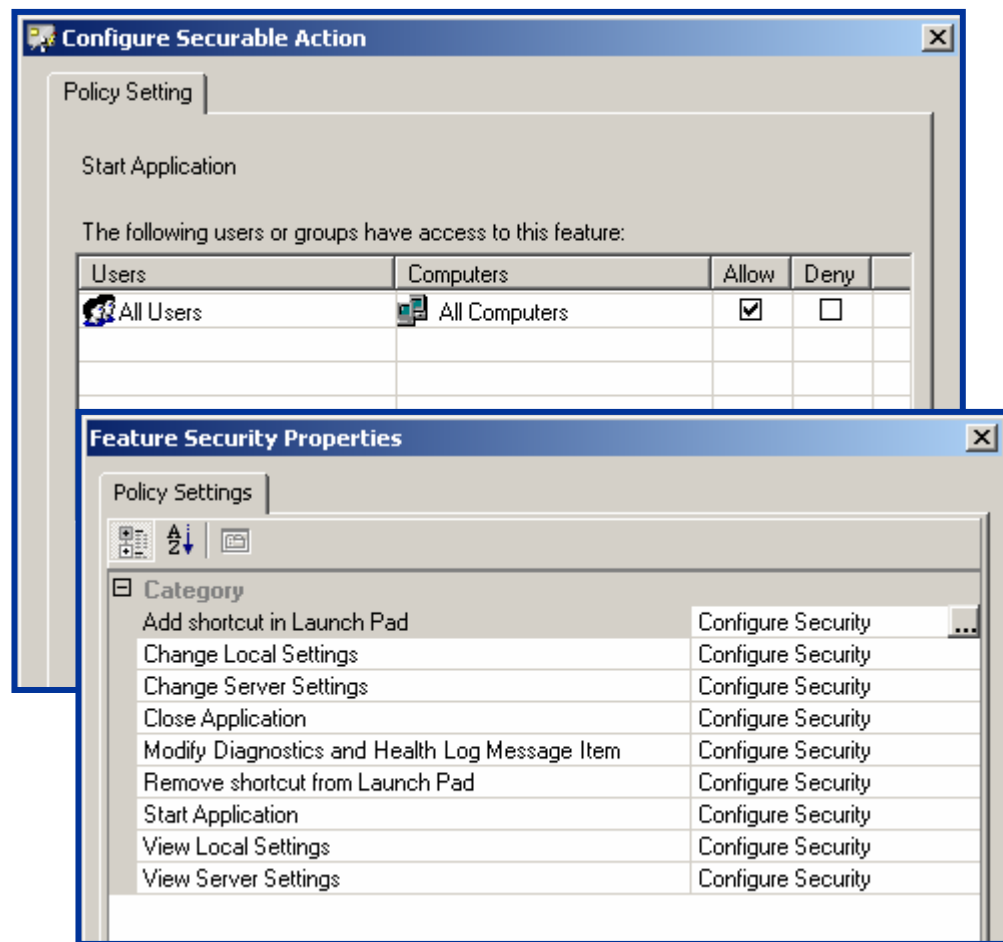 Configure Securable Action
Policy Setting
Start Application
The following users or groups have access to this feature:
Users Computers Allow Deny
All Users All Computers
Feature Security Properties
Policy Settings
A
Z
Category
Add shortcut in Launch Pad Configure Security ...
Change Local Settings Configure Security
Change Server Settings Configure Security
Close Application Configure Security
Modify Diagnostics and Health Log Message Item Configure Security
Remove shortcut from Launch Pad Configure Security
Start Application Configure Security
View Local Settings Configure Security
View Server Settings Configure Security